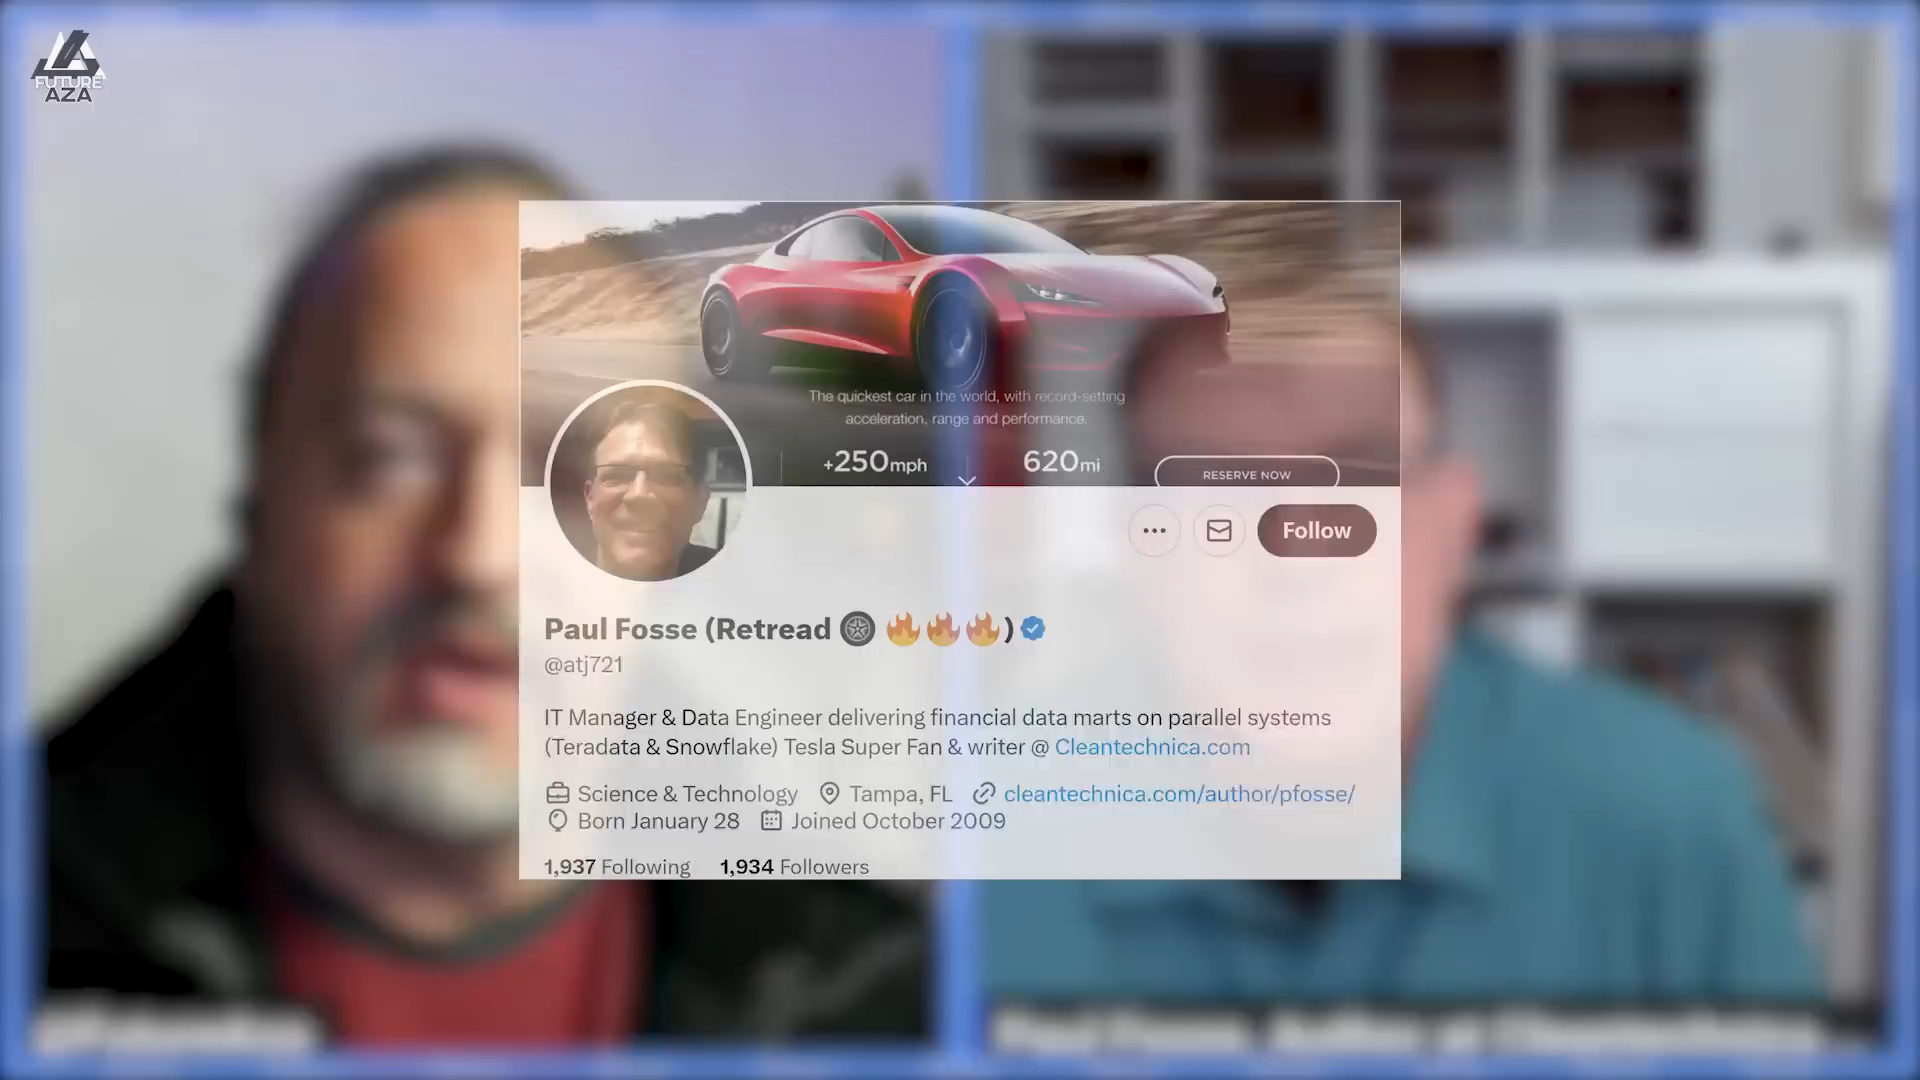 FUTURE
AZA
The quickest car in the world, with record-setting
acceleration, range and performance.
+250mph
620mi
RESERVE NOW
Follow
Paul Fosse (Retread 🛞 🔥🔥🔥)
@atj721
IT Manager & Data Engineer delivering financial data marts on parallel systems
(Teradata & Snowflake) Tesla Super Fan & writer @ Cleantechnica.com
Science & Technology Tampa, FL cleantechnica.com/author/pfosse/
Born January 28 Joined October 2009
1,937 Following 1,934 Followers